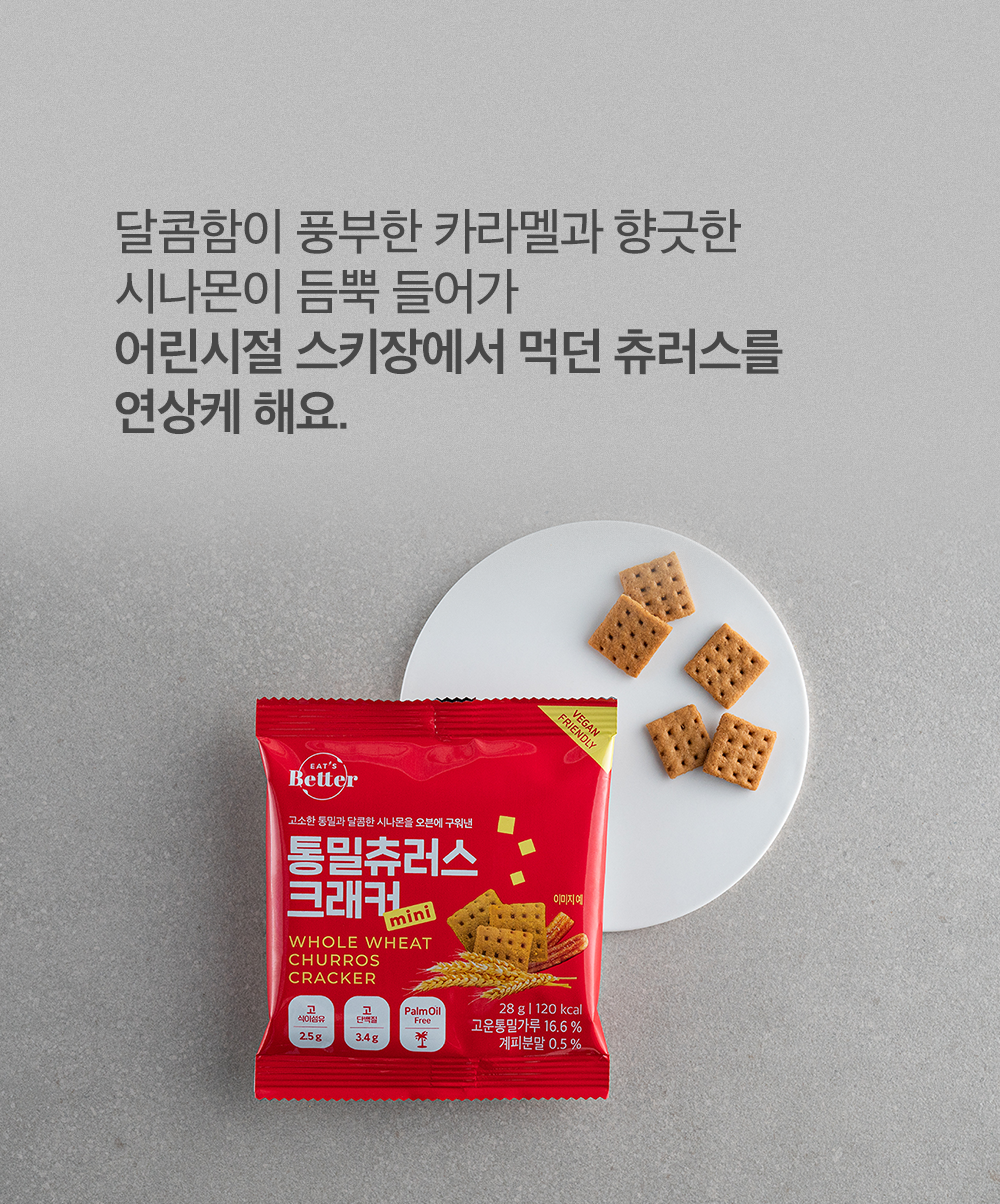 달콤함이 풍부한 카라멜과 향긋한
시나몬이 듬뿍 들어가
어린시절 스키장에서 먹던 츄러스를
연상케 해요.
VEGAN
FRIENDLY
EAT'S
Better
고소한 통밀과 달콤한 시나몬을 오븐에 구워낸
통밀츄러스
크래커
mini
이미지 예
WHOLE WHEAT
CHURROS
CRACKER
고
식이섬유
2.5 g
고
단백질
3.4 g
Palm Oil
Free
28 g | 120 kcal
고운통밀가루 16.6 %
계피분말 0.5 %